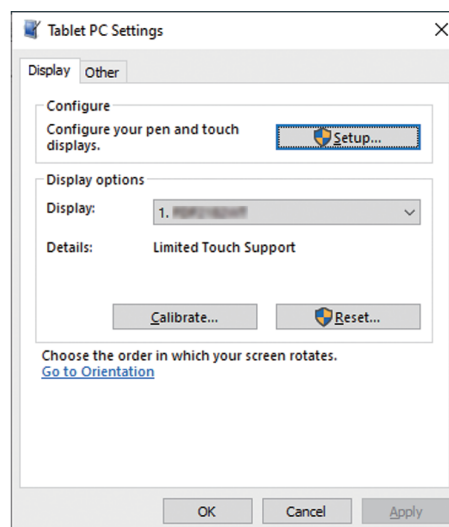 Tablet PC Settings
Display Other
Configure
Configure your pen and touch
displays.
Setup...
Display options
Display: 1.
Details: Limited Touch Support
Calibrate... Reset...
Choose the order in which your screen rotates.
Go to Orientation
OK Cancel Apply